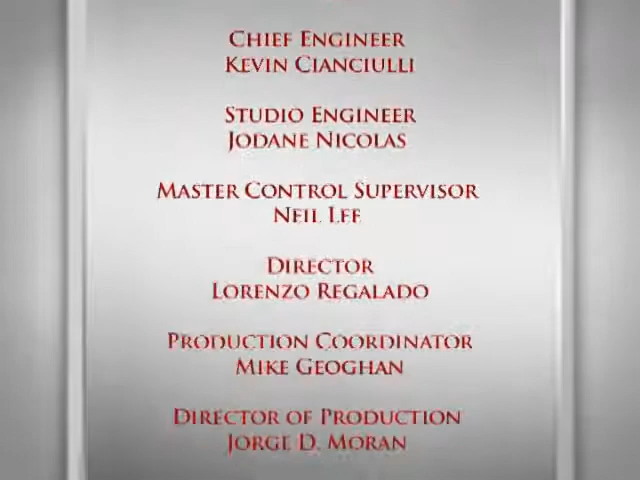 Chief Engineer
Kevin Cianciulli
Studio Engineer
Jodane Nicolas
Master Control Supervisor
Neil Lee
Director
Lorenzo Regalado
Production Coordinator
Mike Geoghan
Director of Production
Jorge D. Moran